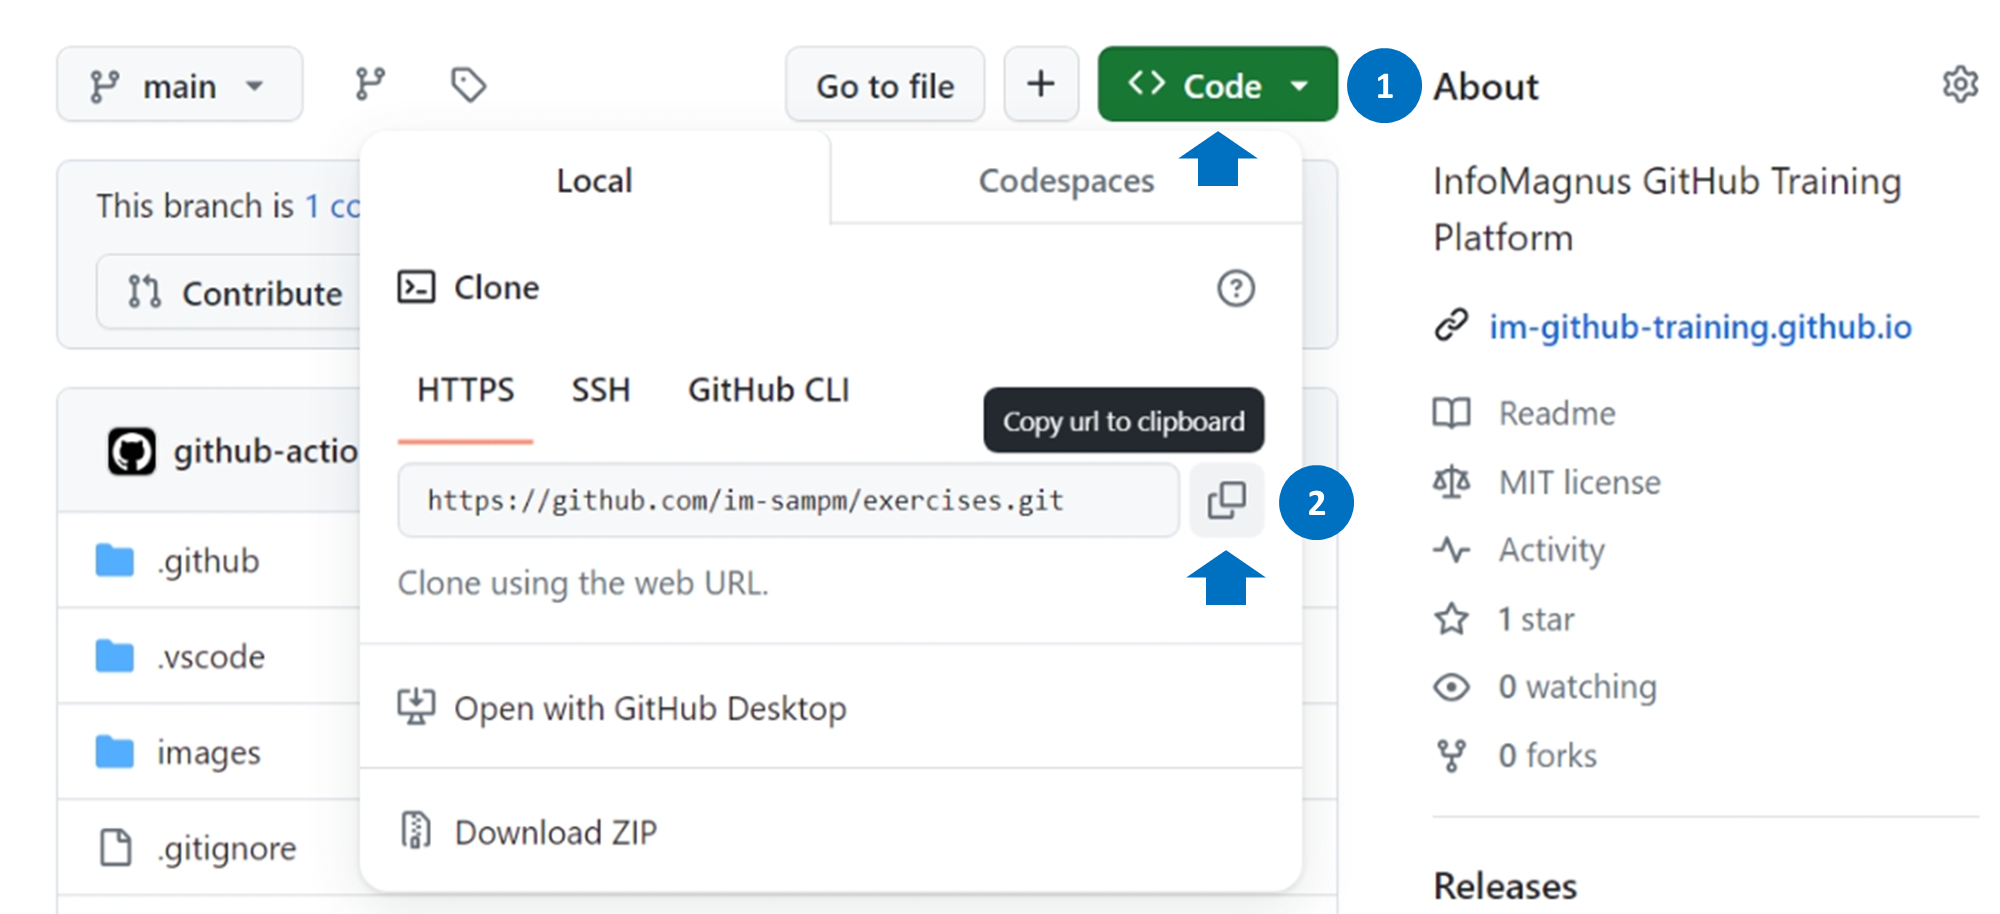 main
Go to file
Code
1
About
Local
Codespaces
InfoMagnus GitHub Training
Platform
This branch is 1 co
Contribute
Clone
im-github-training.github.io
HTTPS SSH GitHub CLI
Copy url to clipboard
Readme
github-actio
https://github.com/im-sampm/exercises.git
2
MIT license
.github
Clone using the web URL.
Activity
1 star
.vscode
Open with GitHub Desktop
0 watching
images
0 forks
Download ZIP
.gitignore
Releases